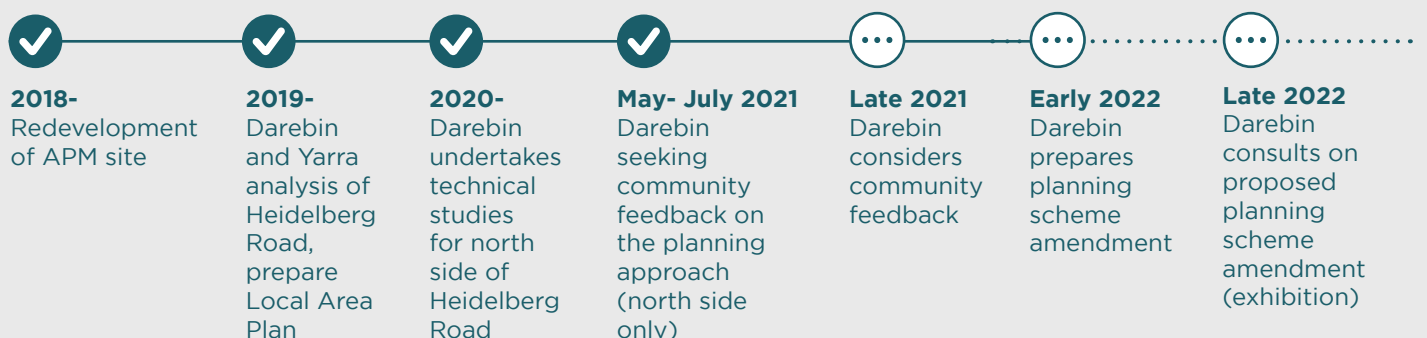 2018-
Redevelopment
of APM site
2019-
Darebin
and Yarra
analysis of
Heidelberg
Road,
prepare
Local Area
Plan
2020-
Darebin
undertakes
technical
studies
for north
side of
Heidelberg
Road
May- July 2021
Darebin
seeking
community
feedback on
the planning
approach
(north side
only)
Late 2021
Darebin
considers
community
feedback
Early 2022
Darebin
prepares
planning
scheme
amendment
Late 2022
Darebin
consults on
proposed
planning
scheme
amendment
(exhibition)